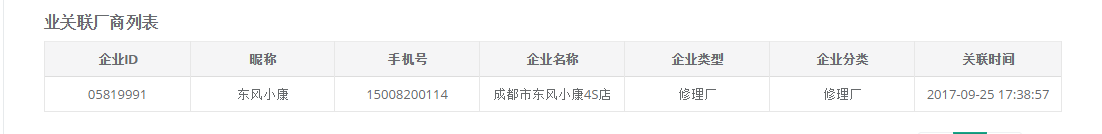 业关联厂商列表
企业ID 昵称 手机号 企业名称 企业类型 企业分类 关联时间
05819991 东风小康 15008200114 成都市东风小康4S店 修理厂 修理厂 2017-09-25 17:38:57